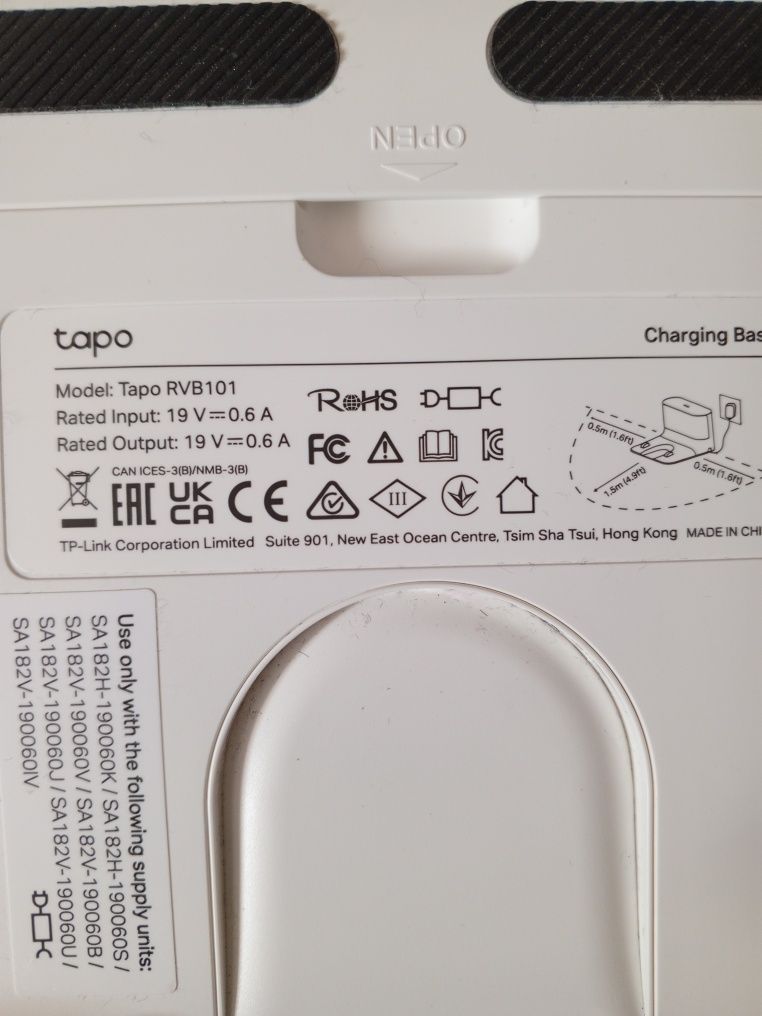 OPEN
tapo
Charging Bas
Model: Tapo RVB101
Rated Input: 19 V⎓0.6 A
Rated Output: 19 V⎓0.6 A
RoHS
FC
CAN ICES-3(B)/NMB-3(B)
EAC UK CA CE III
0.5m (1.6ft)
0.5m (1.6ft)
1.5m (4.9ft)
TP-Link Corporation Limited Suite 901, New East Ocean Centre, Tsim Sha Tsui, Hong Kong MADE IN CHI
Use only with the following supply units:
SA182H-190060K / SA182H-190060S /
SA182V-190060V / SA182V-190060B /
SA182V-190060J / SA182V-190060U /
SA182V-190060IV